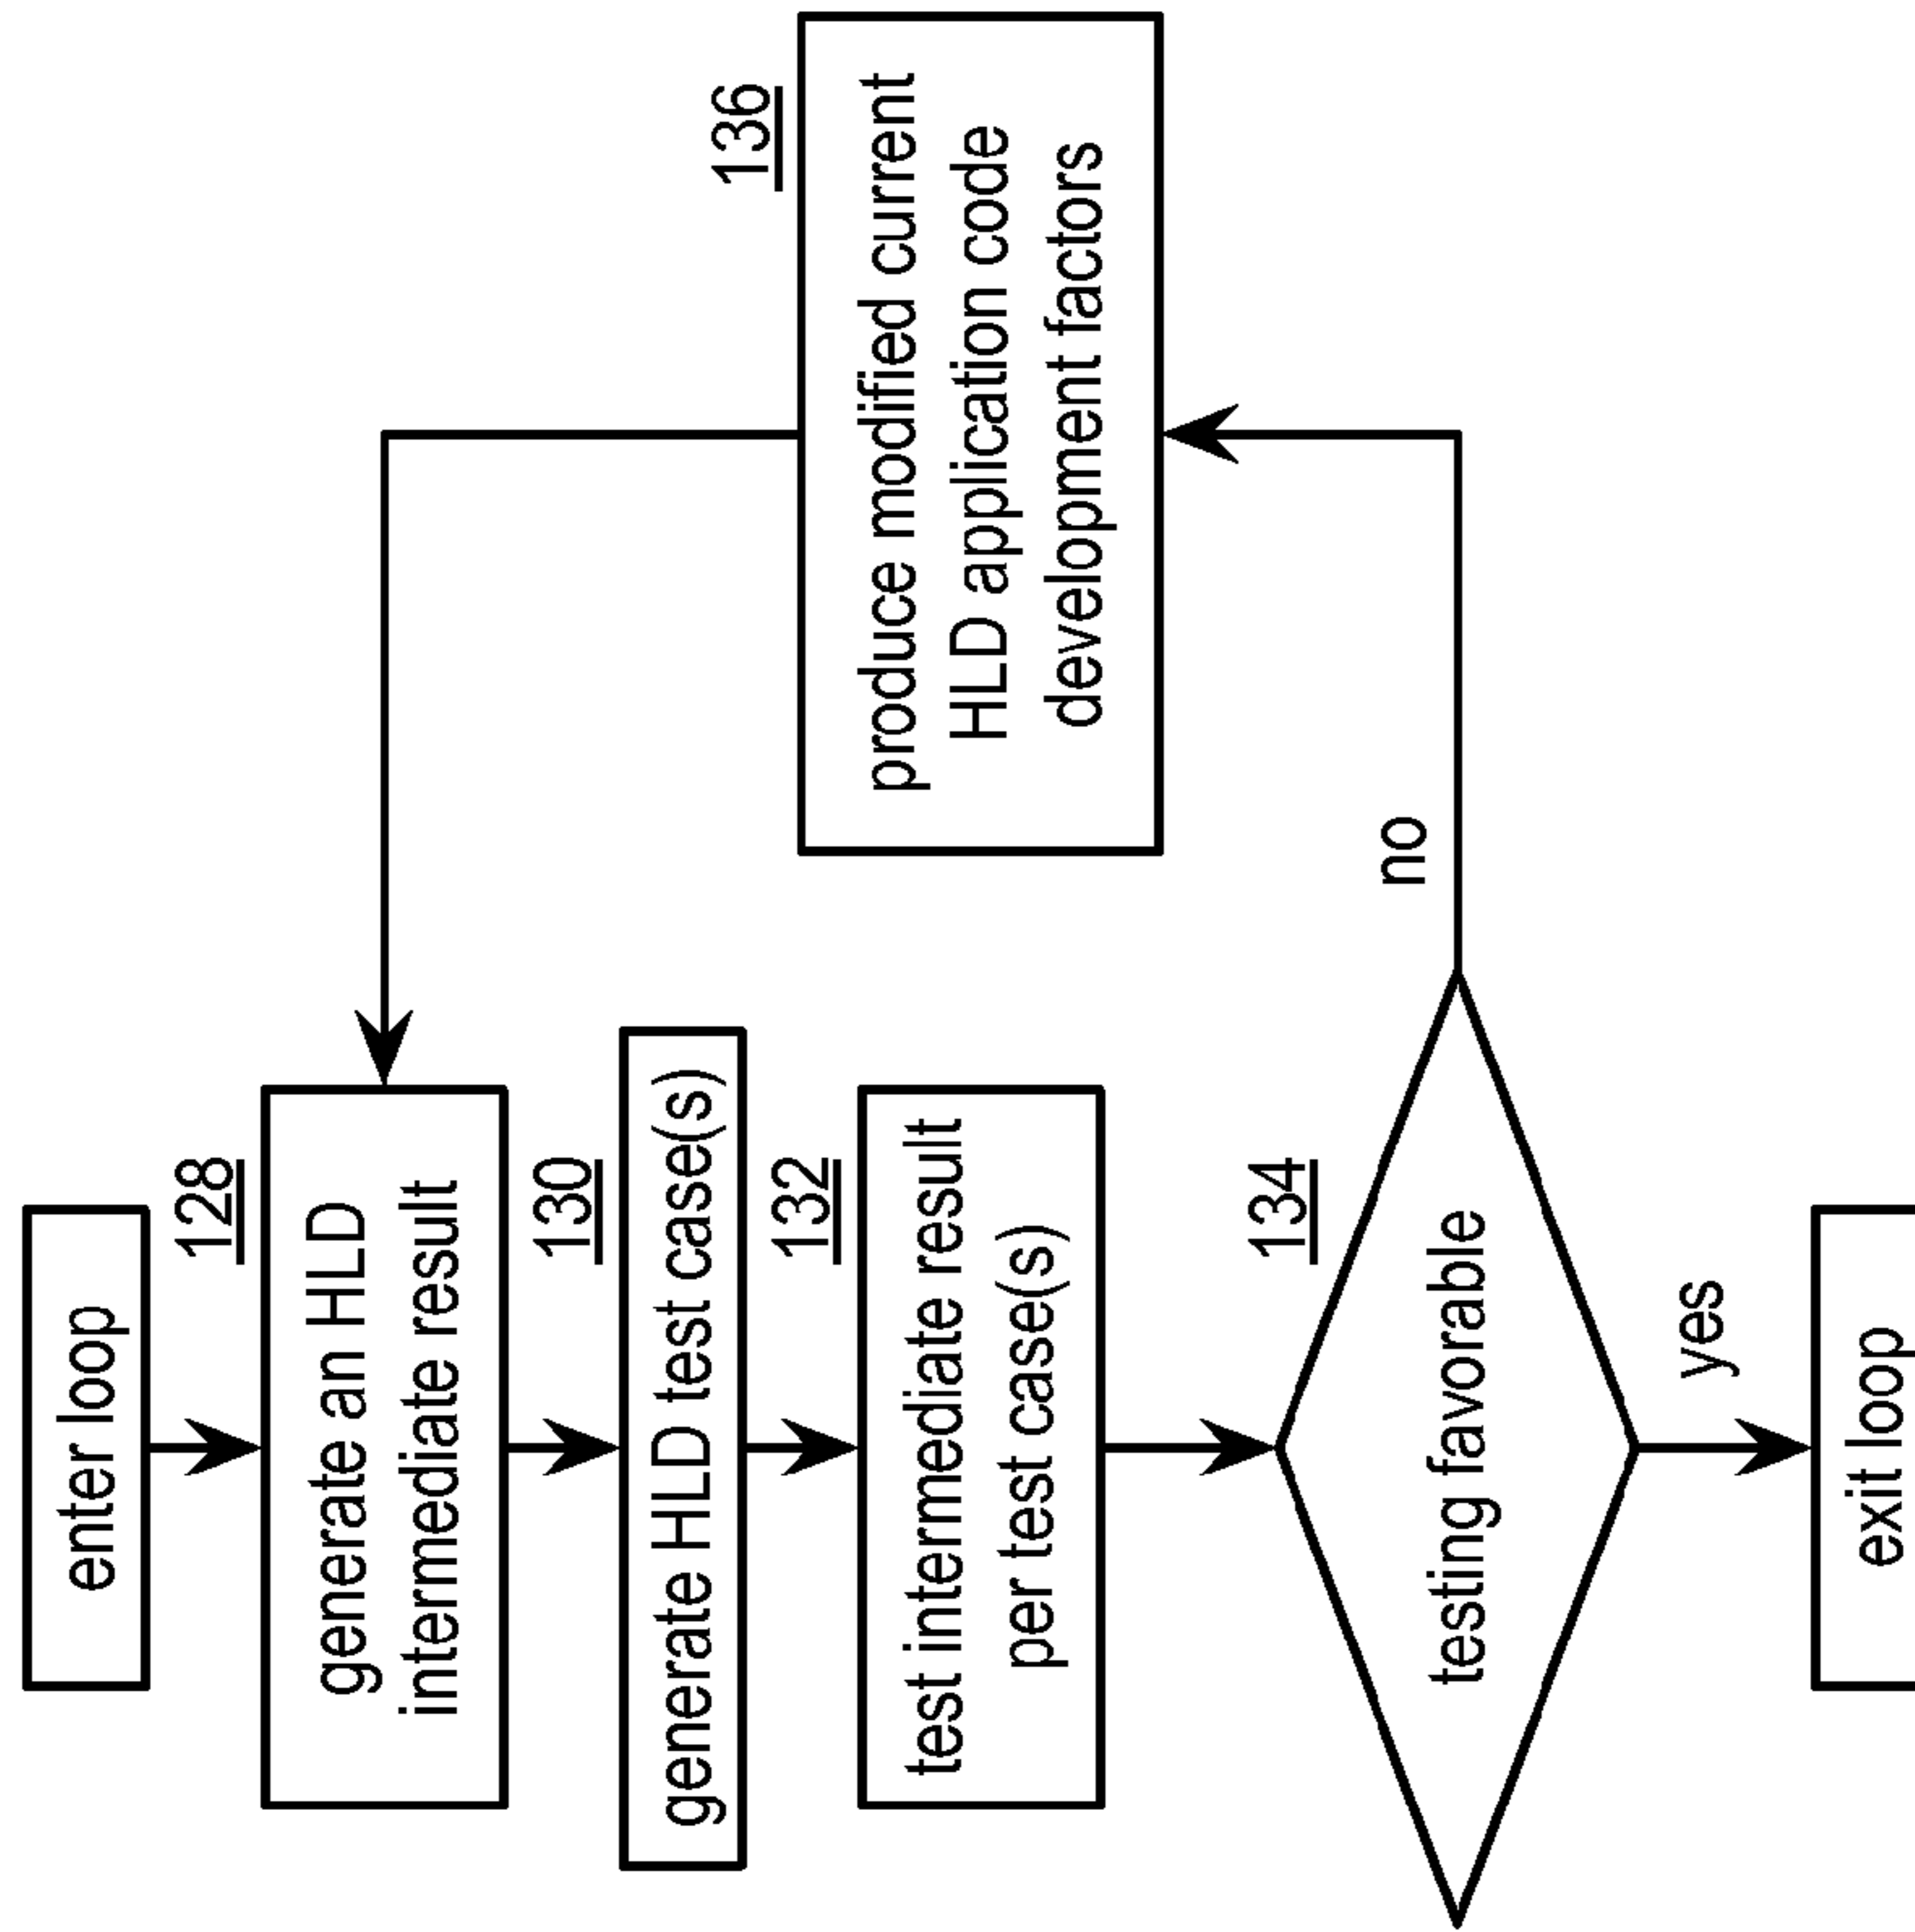 enter loop
128
generate an HLD
intermediate result
130
generate HLD test case(s)
132
test intermediate result
per test case(s)
134
testing favorable
no
yes
exit loop
136
produce modified current
HLD application code
development factors